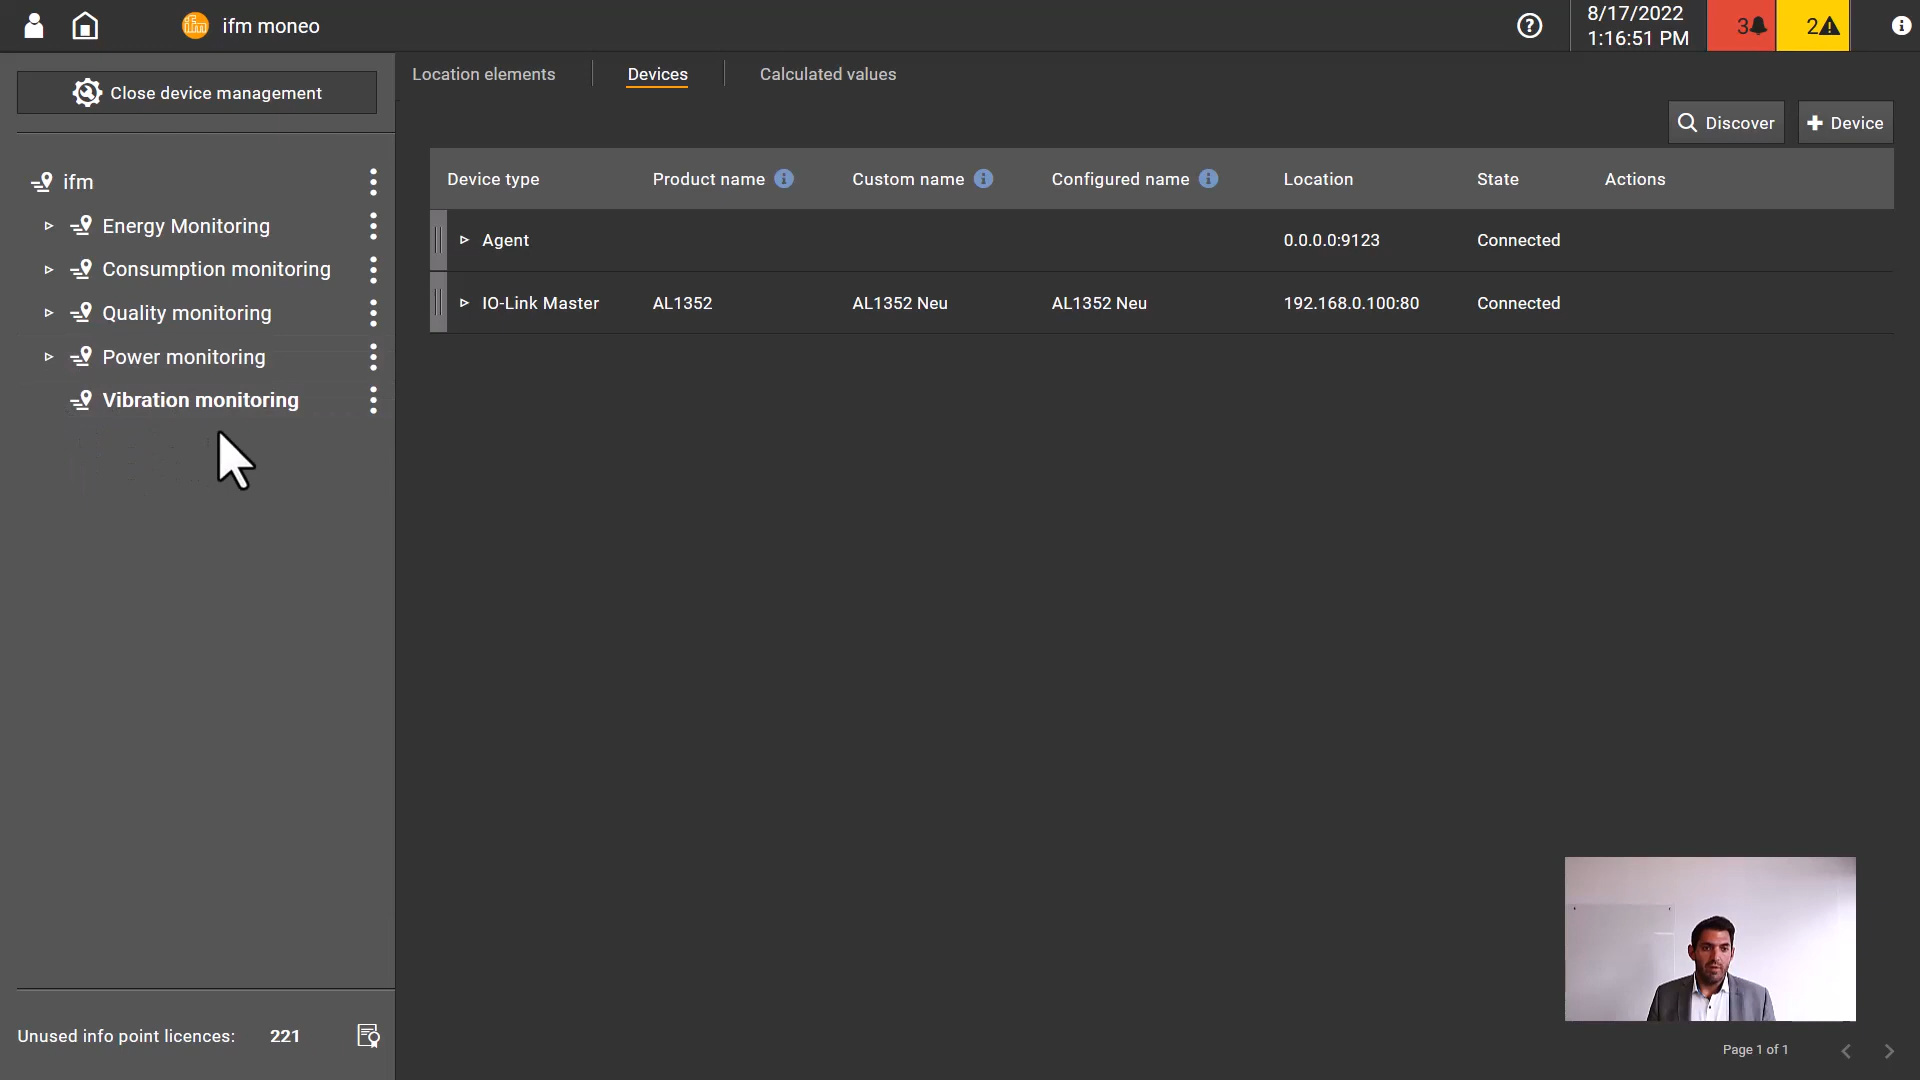 ifm
ifm moneo
8/17/2022
1:16:51 PM
3
2
Close device management
Location elements
Devices
Calculated values
Discover
Device
ifm
Energy Monitoring
Consumption monitoring
Quality monitoring
Power monitoring
Vibration monitoring
Device type Product name Custom name Configured name Location State Actions
Agent 0.0.0.0:9123 Connected
IO-Link Master AL1352 AL1352 Neu AL1352 Neu 192.168.0.100:80 Connected
Unused info point licences: 221
Page 1 of 1